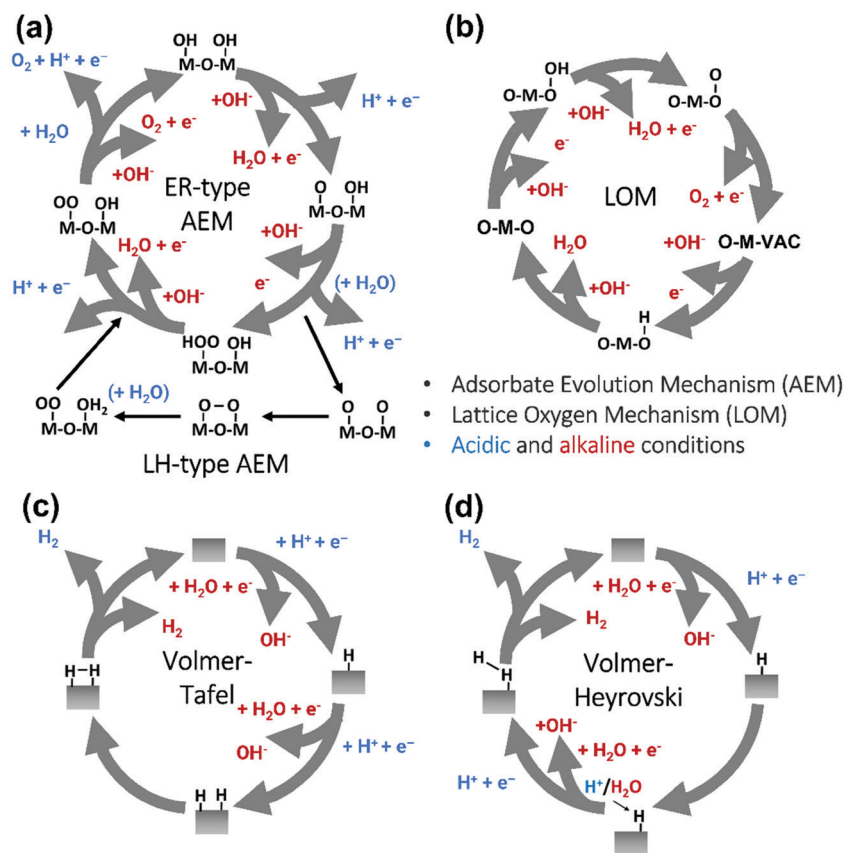 (a)
OH OH
M-O-M
O₂ + H⁺ + e⁻
+ H₂O
O₂ + e⁻
+OH⁻
+OH⁻
H₂O + e⁻
H⁺ + e⁻
ER-type
AEM
O OH
M-O-M
OO OH
M-O-M
H₂O + e⁻
+OH⁻
+OH⁻
e⁻
(+ H₂O)
H⁺ + e⁻
H⁺ + e⁻
HOO OH
M-O-M
OO OH₂
M-O-M
(+ H₂O)
O-O
M-O-M
O O
M-O-M
LH-type AEM
(b)
OH
O-M-O
O
O-M-O
+OH⁻
H₂O + e⁻
e⁻
+OH⁻
LOM
O₂ + e⁻
O-M-O
H₂O
+OH⁻
+OH⁻
O-M-VAC
e⁻
H
O-M-O
• Adsorbate Evolution Mechanism (AEM)
• Lattice Oxygen Mechanism (LOM)
• Acidic and alkaline conditions
(c)
H₂
+ H⁺ + e⁻
+ H₂O + e⁻
H₂
OH⁻
Volmer-
Tafel
H-H
H
+ H₂O + e⁻
OH⁻
+ H⁺ + e⁻
H H
(d)
H₂
H⁺ + e⁻
+ H₂O + e⁻
H₂
OH⁻
Volmer-
Heyrovski
H
H
H
+OH⁻
+ H₂O + e⁻
H⁺ + e⁻
H⁺/H₂O
H